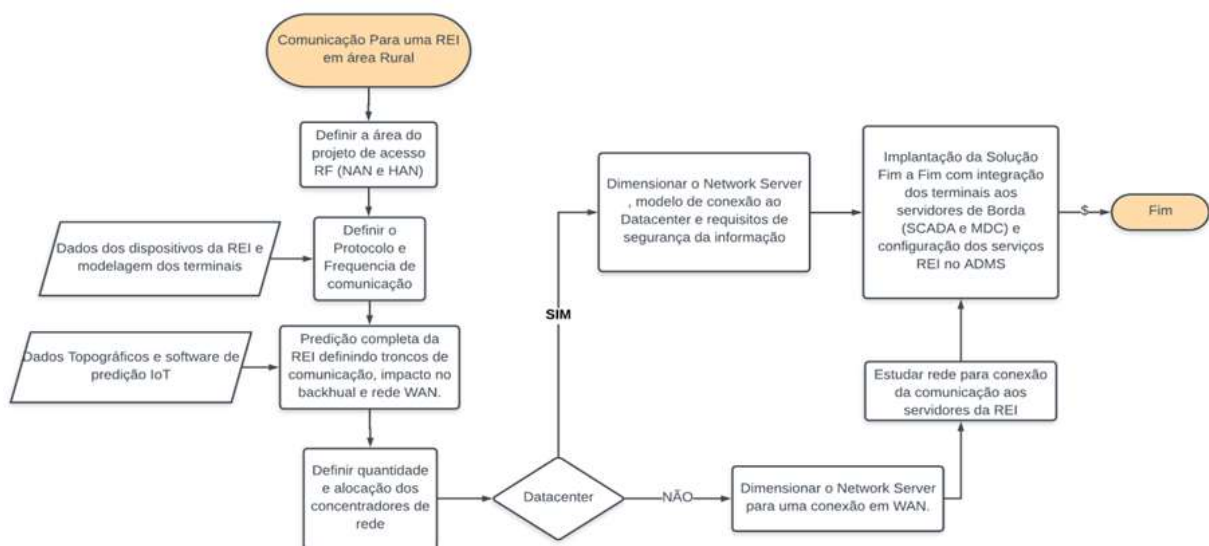 Comunicação Para uma REI
em área Rural
Definir a área do
projeto de acesso
RF (NAN e HAN)
Dados dos dispositivos da REI e
modelagem dos terminais
Definir o
Protocolo e
Frequencia de
comunicação
Dados Topográficos e software de
predição IoT
Predição completa da
REI definindo troncos de
comunicação, impacto no
backhual e rede WAN.
Definir quantidade
e alocação dos
concentradores de
rede
Datacenter
SIM
Dimensionar o Network Server
, modelo de conexão ao
Datacenter e requisitos de
segurança da informação
NÃO
Dimensionar o Network Server
para uma conexão em WAN.
Estudar rede para conexão
da comunicação aos
servidores da REI
Implantação da Solução
Fim a Fim com integração
dos terminais aos
servidores de Borda
(SCADA e MDC) e
configuração dos serviços
REI no ADMS
$
Fim